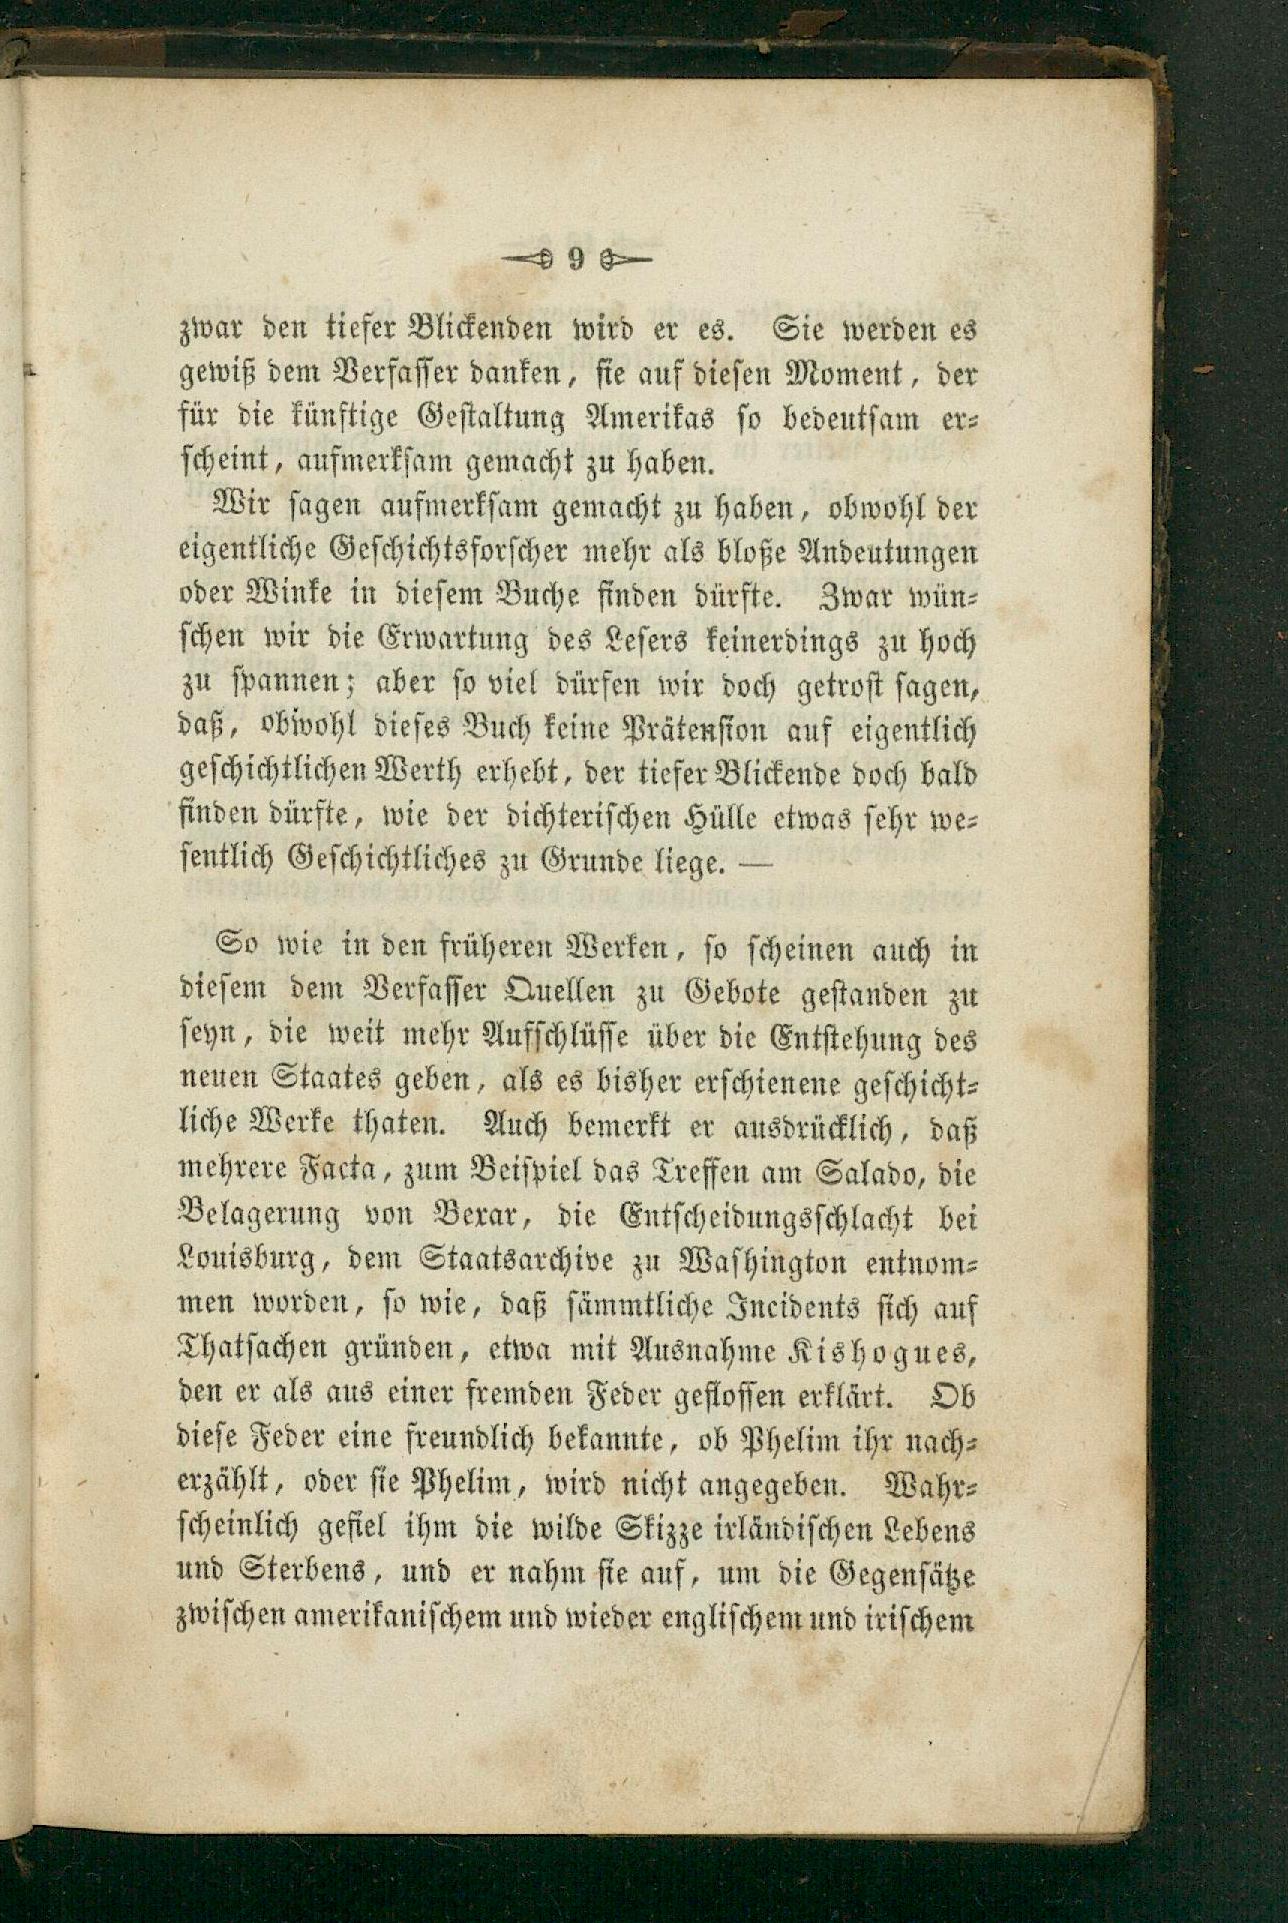 9
zwar den tiefer Blickenden wird er es. Sie werden es
gewiß dem Verfasser danken, sie auf diesen Moment, der
für die künftige Gestaltung Amerikas so bedeutsam er-
scheint, aufmerksam gemacht zu haben.
Wir sagen aufmerksam gemacht zu haben, obwohl der
eigentliche Geschichtsforscher mehr als bloße Andeutungen
oder Winke in diesem Buche finden dürfte. Zwar wün-
schen wir die Erwartung des Lesers keinerdings zu hoch
zu spannen; aber so viel dürfen wir doch getrost sagen,
daß, obwohl dieses Buch keine Prätension auf eigentlich
geschichtlichen Werth erhebt, der tiefer Blickende doch bald
finden dürfte, wie der dichterischen Hülle etwas sehr we-
sentlich Geschichtliches zu Grunde liege. —
So wie in den früheren Werken, so scheinen auch in
diesem dem Verfasser Quellen zu Gebote gestanden zu
seyn, die weit mehr Aufschlüsse über die Entstehung des
neuen Staates geben, als es bisher erschienene geschicht-
liche Werke thaten. Auch bemerkt er ausdrücklich, daß
mehrere Facta, zum Beispiel das Treffen am Salado, die
Belagerung von Bexar, die Entscheidungsschlacht bei
Louisburg, dem Staatsarchive zu Washington entnom-
men worden, so wie, daß sämmtliche Incidents sich auf
Thatsachen gründen, etwa mit Ausnahme Kishogues,
den er als aus einer fremden Feder geflossen erklärt. Ob
diese Feder eine freundlich bekannte, ob Phelim ihr nach-
erzählt, oder sie Phelim, wird nicht angegeben. Wahr-
scheinlich gefiel ihm die wilde Skizze irländischen Lebens
und Sterbens, und er nahm sie auf, um die Gegensätze
zwischen amerikanischem und wieder englischem und irischem